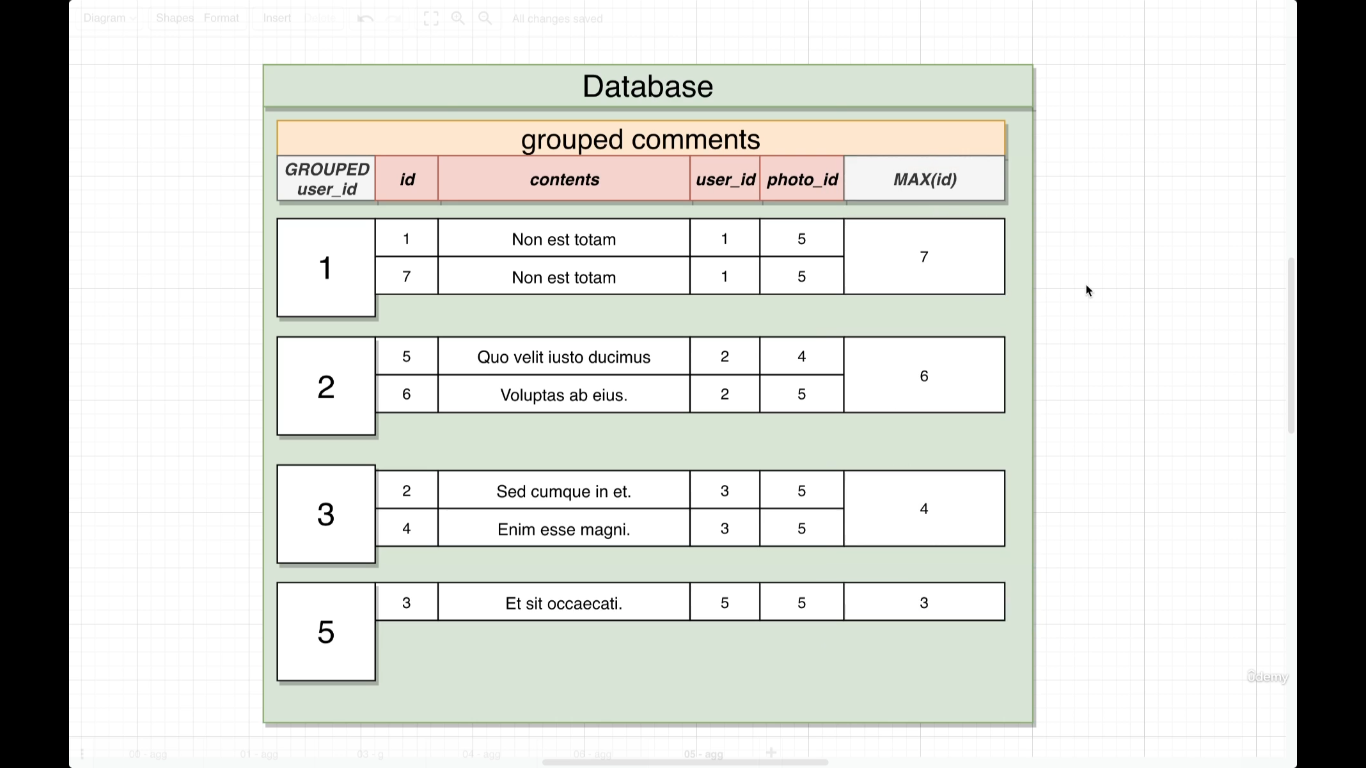 Diagram Shapes Format Insert Delete All changes saved
Database
grouped comments
GROUPED user_id id contents user_id photo_id MAX(id)
1 1 Non est totam 1 5 7
7 Non est totam 1 5
2 5 Quo velit iusto ducimus 2 4 6
6 Voluptas ab eius. 2 5
3 2 Sed cumque in et. 3 5 4
4 Enim esse magni. 3 5
5 3 Et sit occaecati. 5 5 3
ûdemy
00 - agg 01 - agg 03 - g 04 - agg 05 - agg